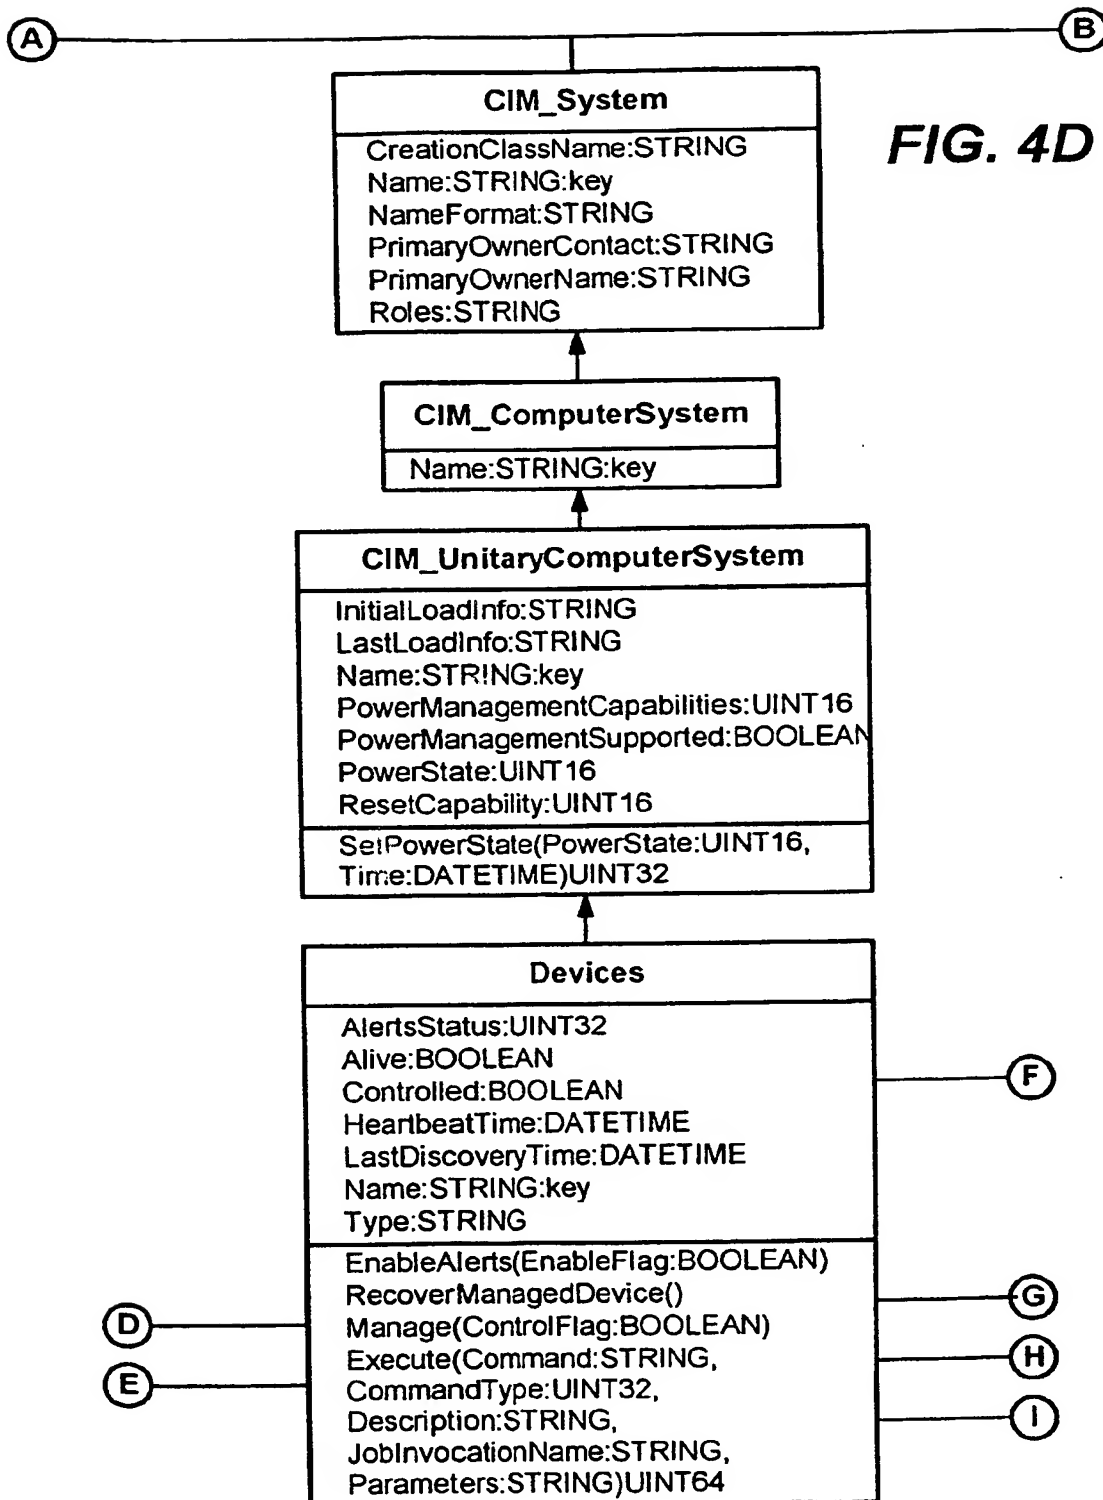 A
B
CIM_System
FIG. 4D
CreationClassName:STRING
Name:STRING:key
NameFormat:STRING
PrimaryOwnerContact:STRING
PrimaryOwnerName:STRING
Roles:STRING
CIM_ComputerSystem
Name:STRING:key
CIM_UnitaryComputerSystem
InitialLoadInfo:STRING
LastLoadInfo:STRING
Name:STRING:key
PowerManagementCapabilities:UINT16
PowerManagementSupported:BOOLEAN
PowerState:UINT16
ResetCapability:UINT16
SetPowerState(PowerState:UINT16,
Time:DATETIME)UINT32
Devices
AlertsStatus:UINT32
Alive:BOOLEAN
Controlled:BOOLEAN
HeartbeatTime:DATETIME
LastDiscoveryTime:DATETIME
Name:STRING:key
Type:STRING
F
EnableAlerts(EnableFlag:BOOLEAN)
RecoverManagedDevice()
Manage(ControlFlag:BOOLEAN)
Execute(Command:STRING,
CommandType:UINT32,
Description:STRING,
JobInvocationName:STRING,
Parameters:STRING)UINT64
D
E
G
H
I